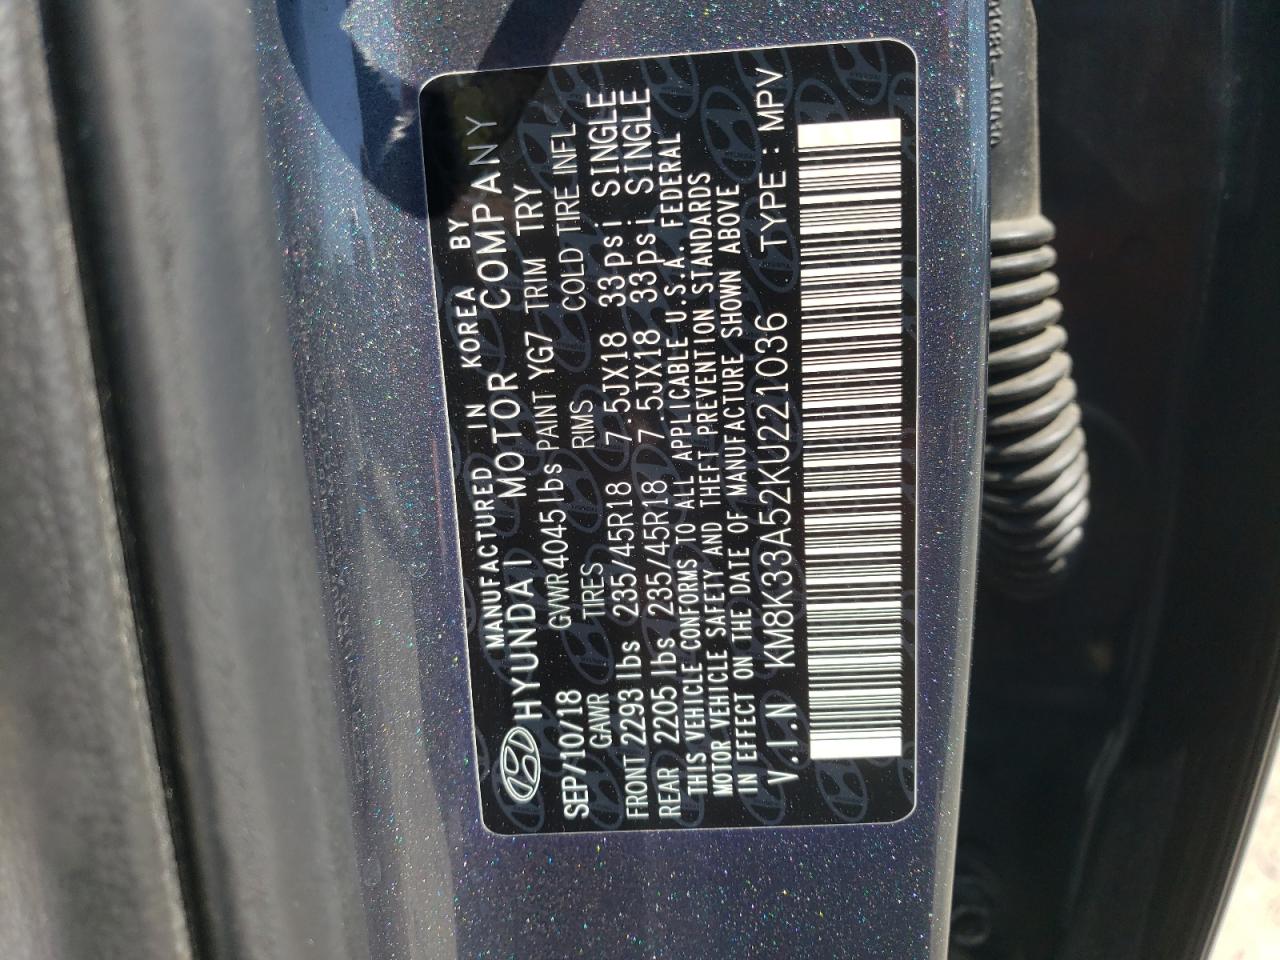 MANUFACTURED IN KOREA BY
HYUNDAI MOTOR COMPANY
SEP/10/18 GVWR 4045lbs PAINT YG7 TRIM TRY
GAWR TIRES RIMS COLD TIRE INFL
FRONT 2293 lbs 235/45R18 7.5JX18 33psi SINGLE
REAR 2205 lbs 235/45R18 7.5JX18 33psi SINGLE
THIS VEHICLE CONFORMS TO ALL APPLICABLE U.S.A. FEDERAL
MOTOR VEHICLE SAFETY AND THEFT PREVENTION STANDARDS
IN EFFECT ON THE DATE OF MANUFACTURE SHOWN ABOVE
V.I.N KM8K33A52KU221036 TYPE : MPV